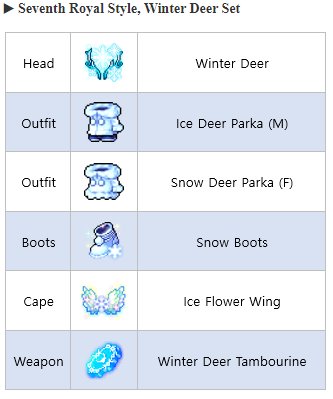 ► Seventh Royal Style, Winter Deer Set
Head Winter Deer
Outfit Ice Deer Parka (M)
Outfit Snow Deer Parka (F)
Boots Snow Boots
Cape Ice Flower Wing
Weapon Winter Deer Tambourine